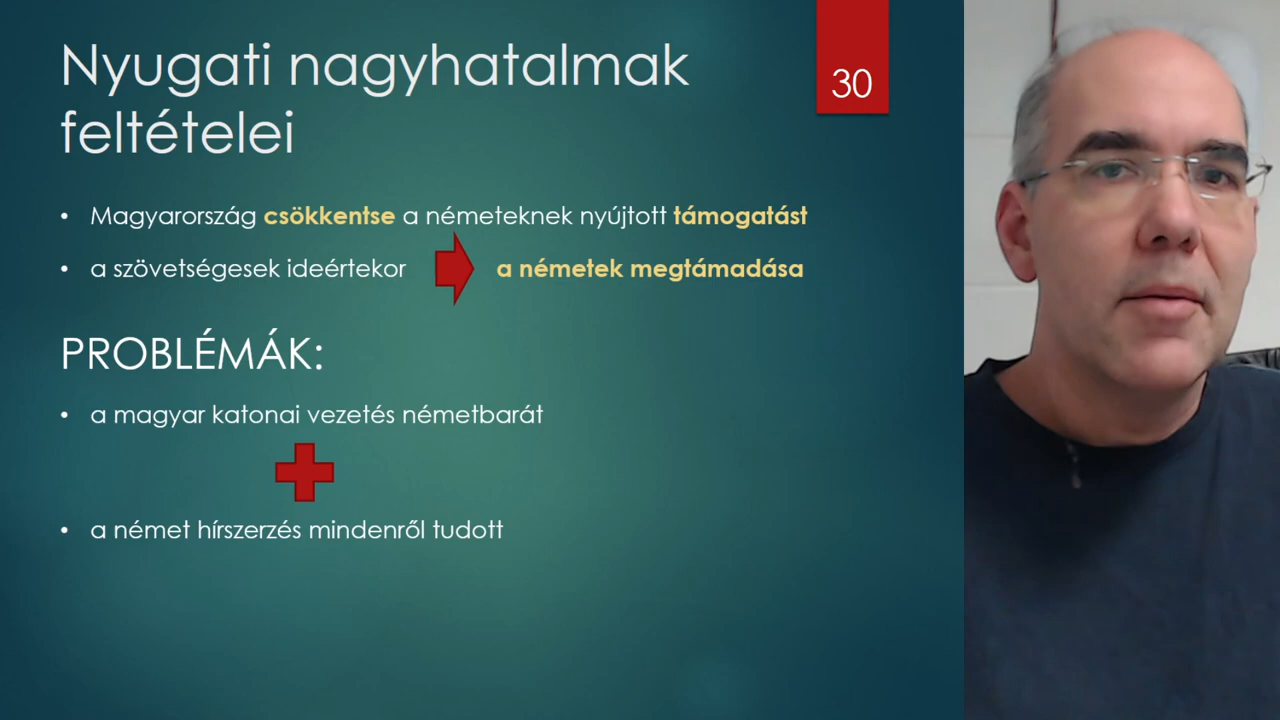 Nyugati nagyhatalmak
feltételei
30
• Magyarország csökkentse a németeknek nyújtott támogatást
• a szövetségesek ideértekor a németek megtámadása
PROBLÉMÁK:
• a magyar katonai vezetés németbarát
• a német hírszerzés mindenről tudott